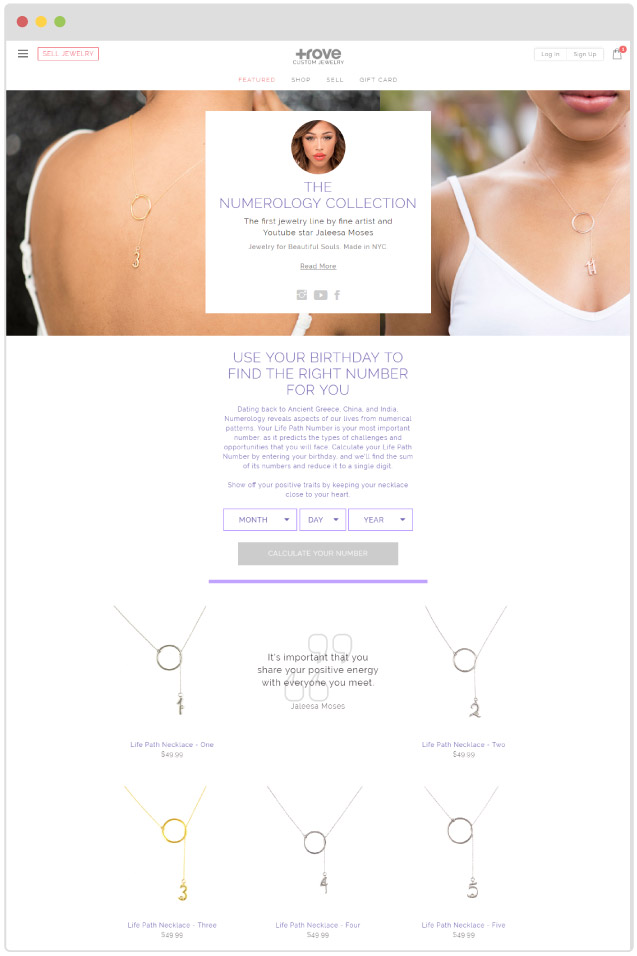 SELL JEWELRY
trove
CUSTOM JEWELRY
Log In
Sign Up
1
FEATURED
SHOP
SELL
GIFT CARD
THE
NUMEROLOGY COLLECTION
The first jewelry line by fine artist and
Youtube star Jaleesa Moses
Jewelry for Beautiful Souls. Made in NYC.
Read More
3
11
USE YOUR BIRTHDAY TO
FIND THE RIGHT NUMBER
FOR YOU
Dating back to Ancient Greece, China, and India,
Numerology reveals aspects of our lives from numerical
patterns. Your Life Path Number is your most important
number, as it predicts the types of challenges and
opportunities that you will face. Calculate your Life Path
Number by entering your birthday, and we'll find the sum
of its numbers and reduce it to a single digit.
Show off your positive traits by keeping your necklace
close to your heart.
MONTH
DAY
YEAR
CALCULATE YOUR NUMBER
It's important that you
share your positive energy
with everyone you meet.
Jaleesa Moses
1
2
Life Path Necklace - One
$49.99
Life Path Necklace - Two
$49.99
3
4
5
Life Path Necklace - Three
$49.99
Life Path Necklace - Four
$49.99
Life Path Necklace - Five
$49.99